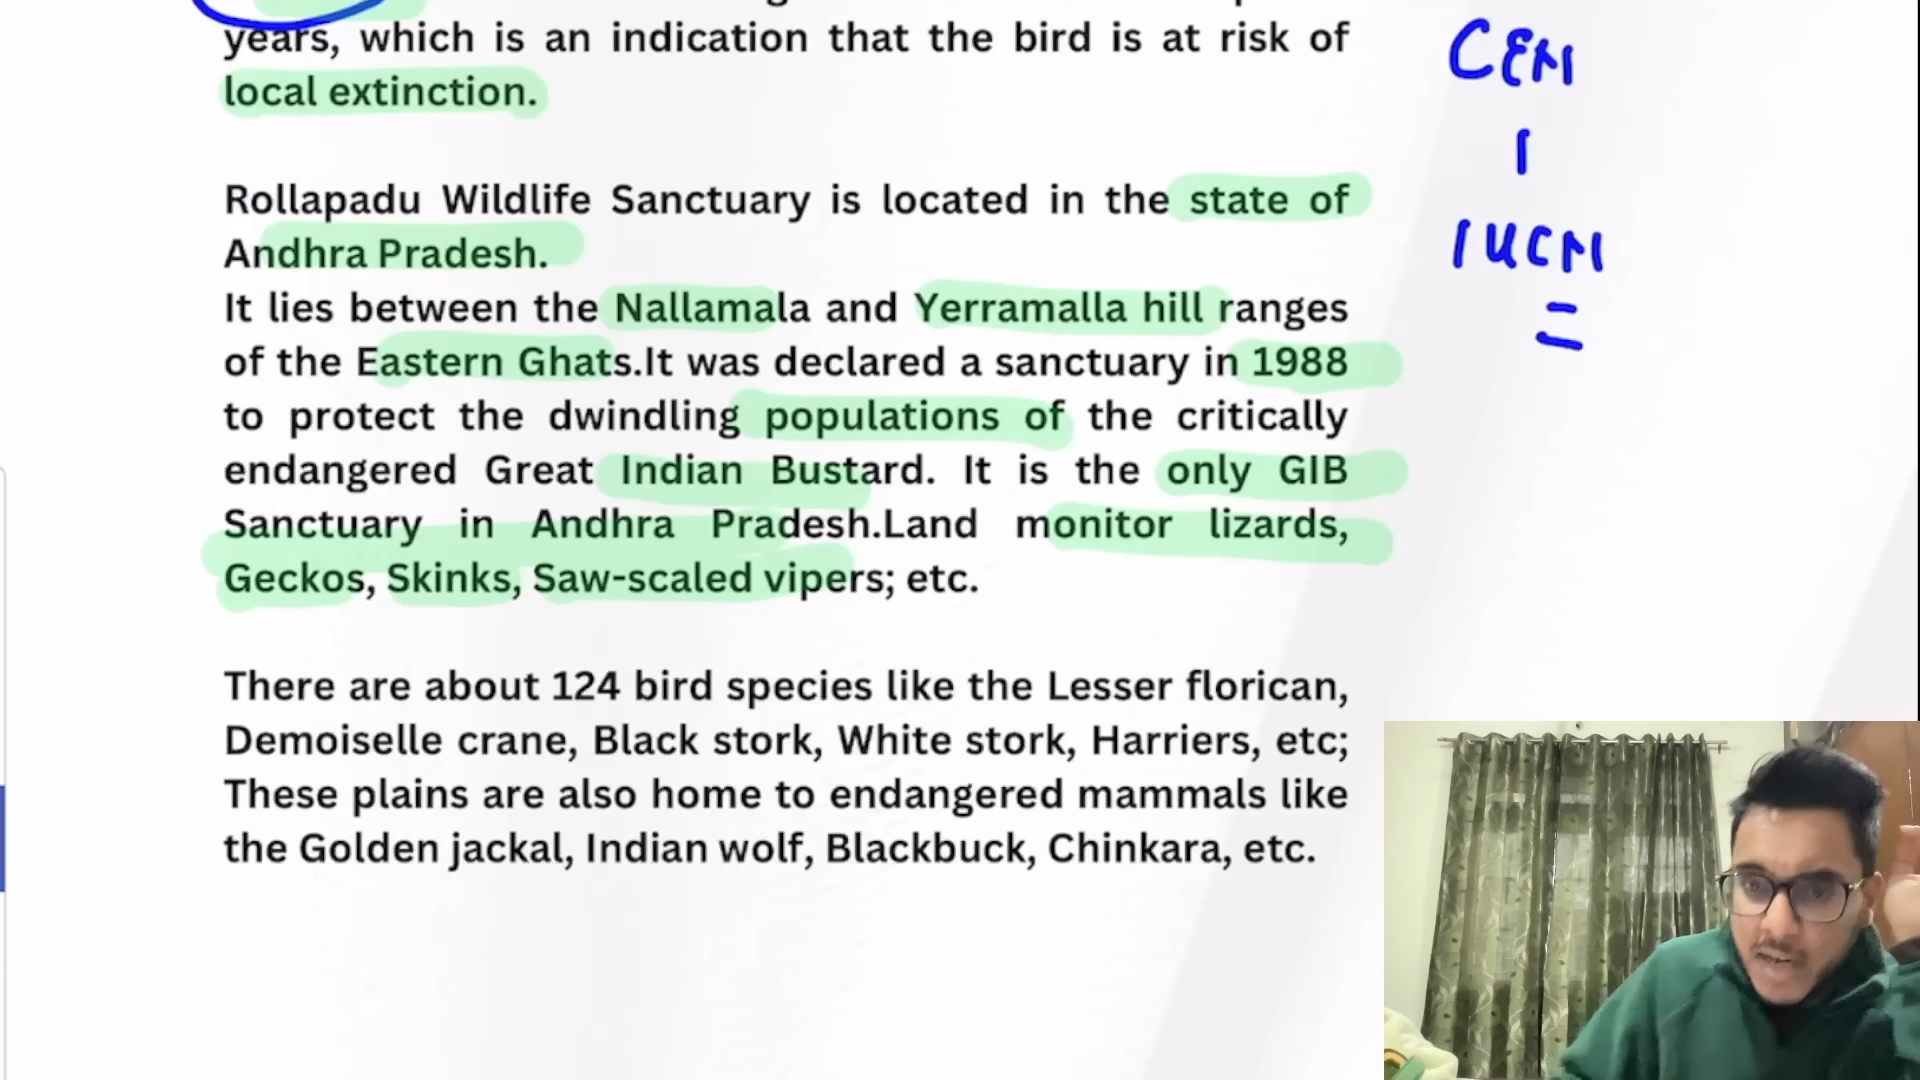 years, which is an indication that the bird is at risk of
local extinction.
Rollapadu Wildlife Sanctuary is located in the state of
Andhra Pradesh.
It lies between the Nallamala and Yerramalla hill ranges
of the Eastern Ghats.It was declared a sanctuary in 1988
to protect the dwindling populations of the critically
endangered Great Indian Bustard. It is the only GIB
Sanctuary in Andhra Pradesh.Land monitor lizards,
Geckos, Skinks, Saw-scaled vipers; etc.
There are about 124 bird species like the Lesser florican,
Demoiselle crane, Black stork, White stork, Harriers, etc;
These plains are also home to endangered mammals like
the Golden jackal, Indian wolf, Blackbuck, Chinkara, etc.
IUCN